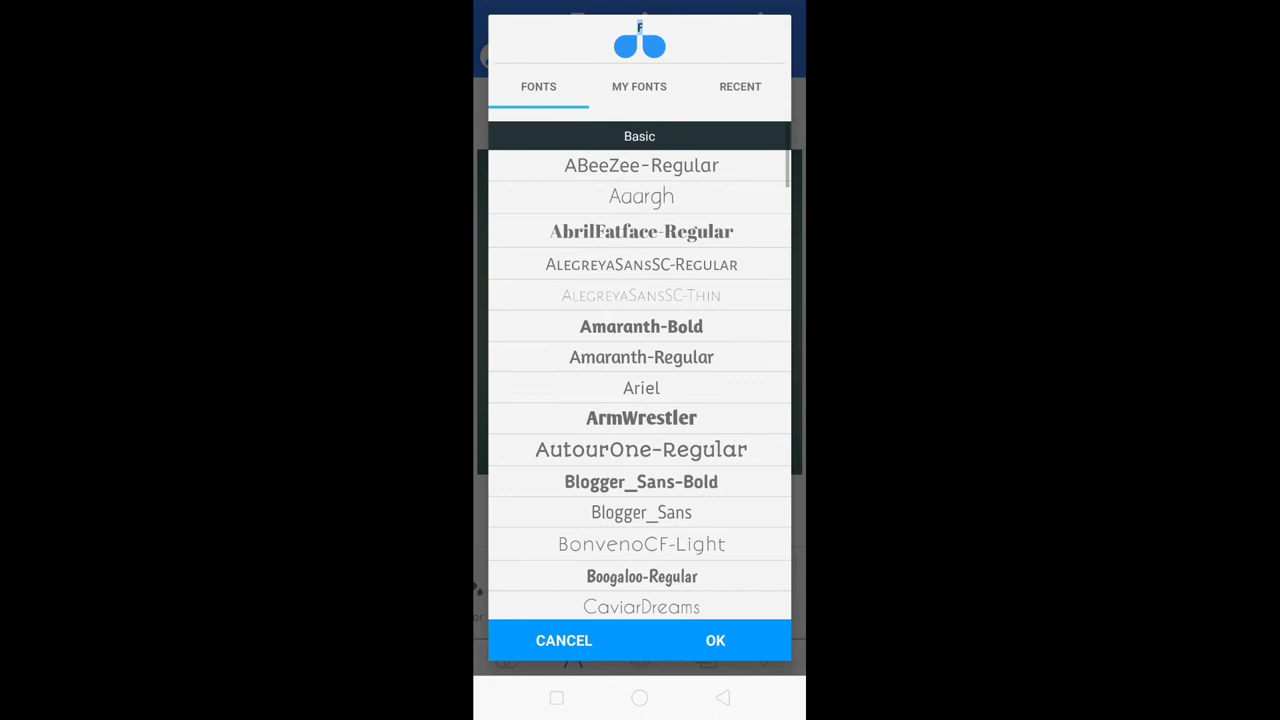 F
FONTS
MY FONTS
RECENT
Basic
ABeeZee-Regular
Aaargh
AbrilFatface-Regular
AlegreyaSansSC-Regular
AlegreyaSansSC-Thin
Amaranth-Bold
Amaranth-Regular
Ariel
ArmWrestler
AutourOne-Regular
Blogger_Sans-Bold
Blogger_Sans
BonvenoCF-Light
Boogaloo-Regular
CaviarDreams
CANCEL
OK